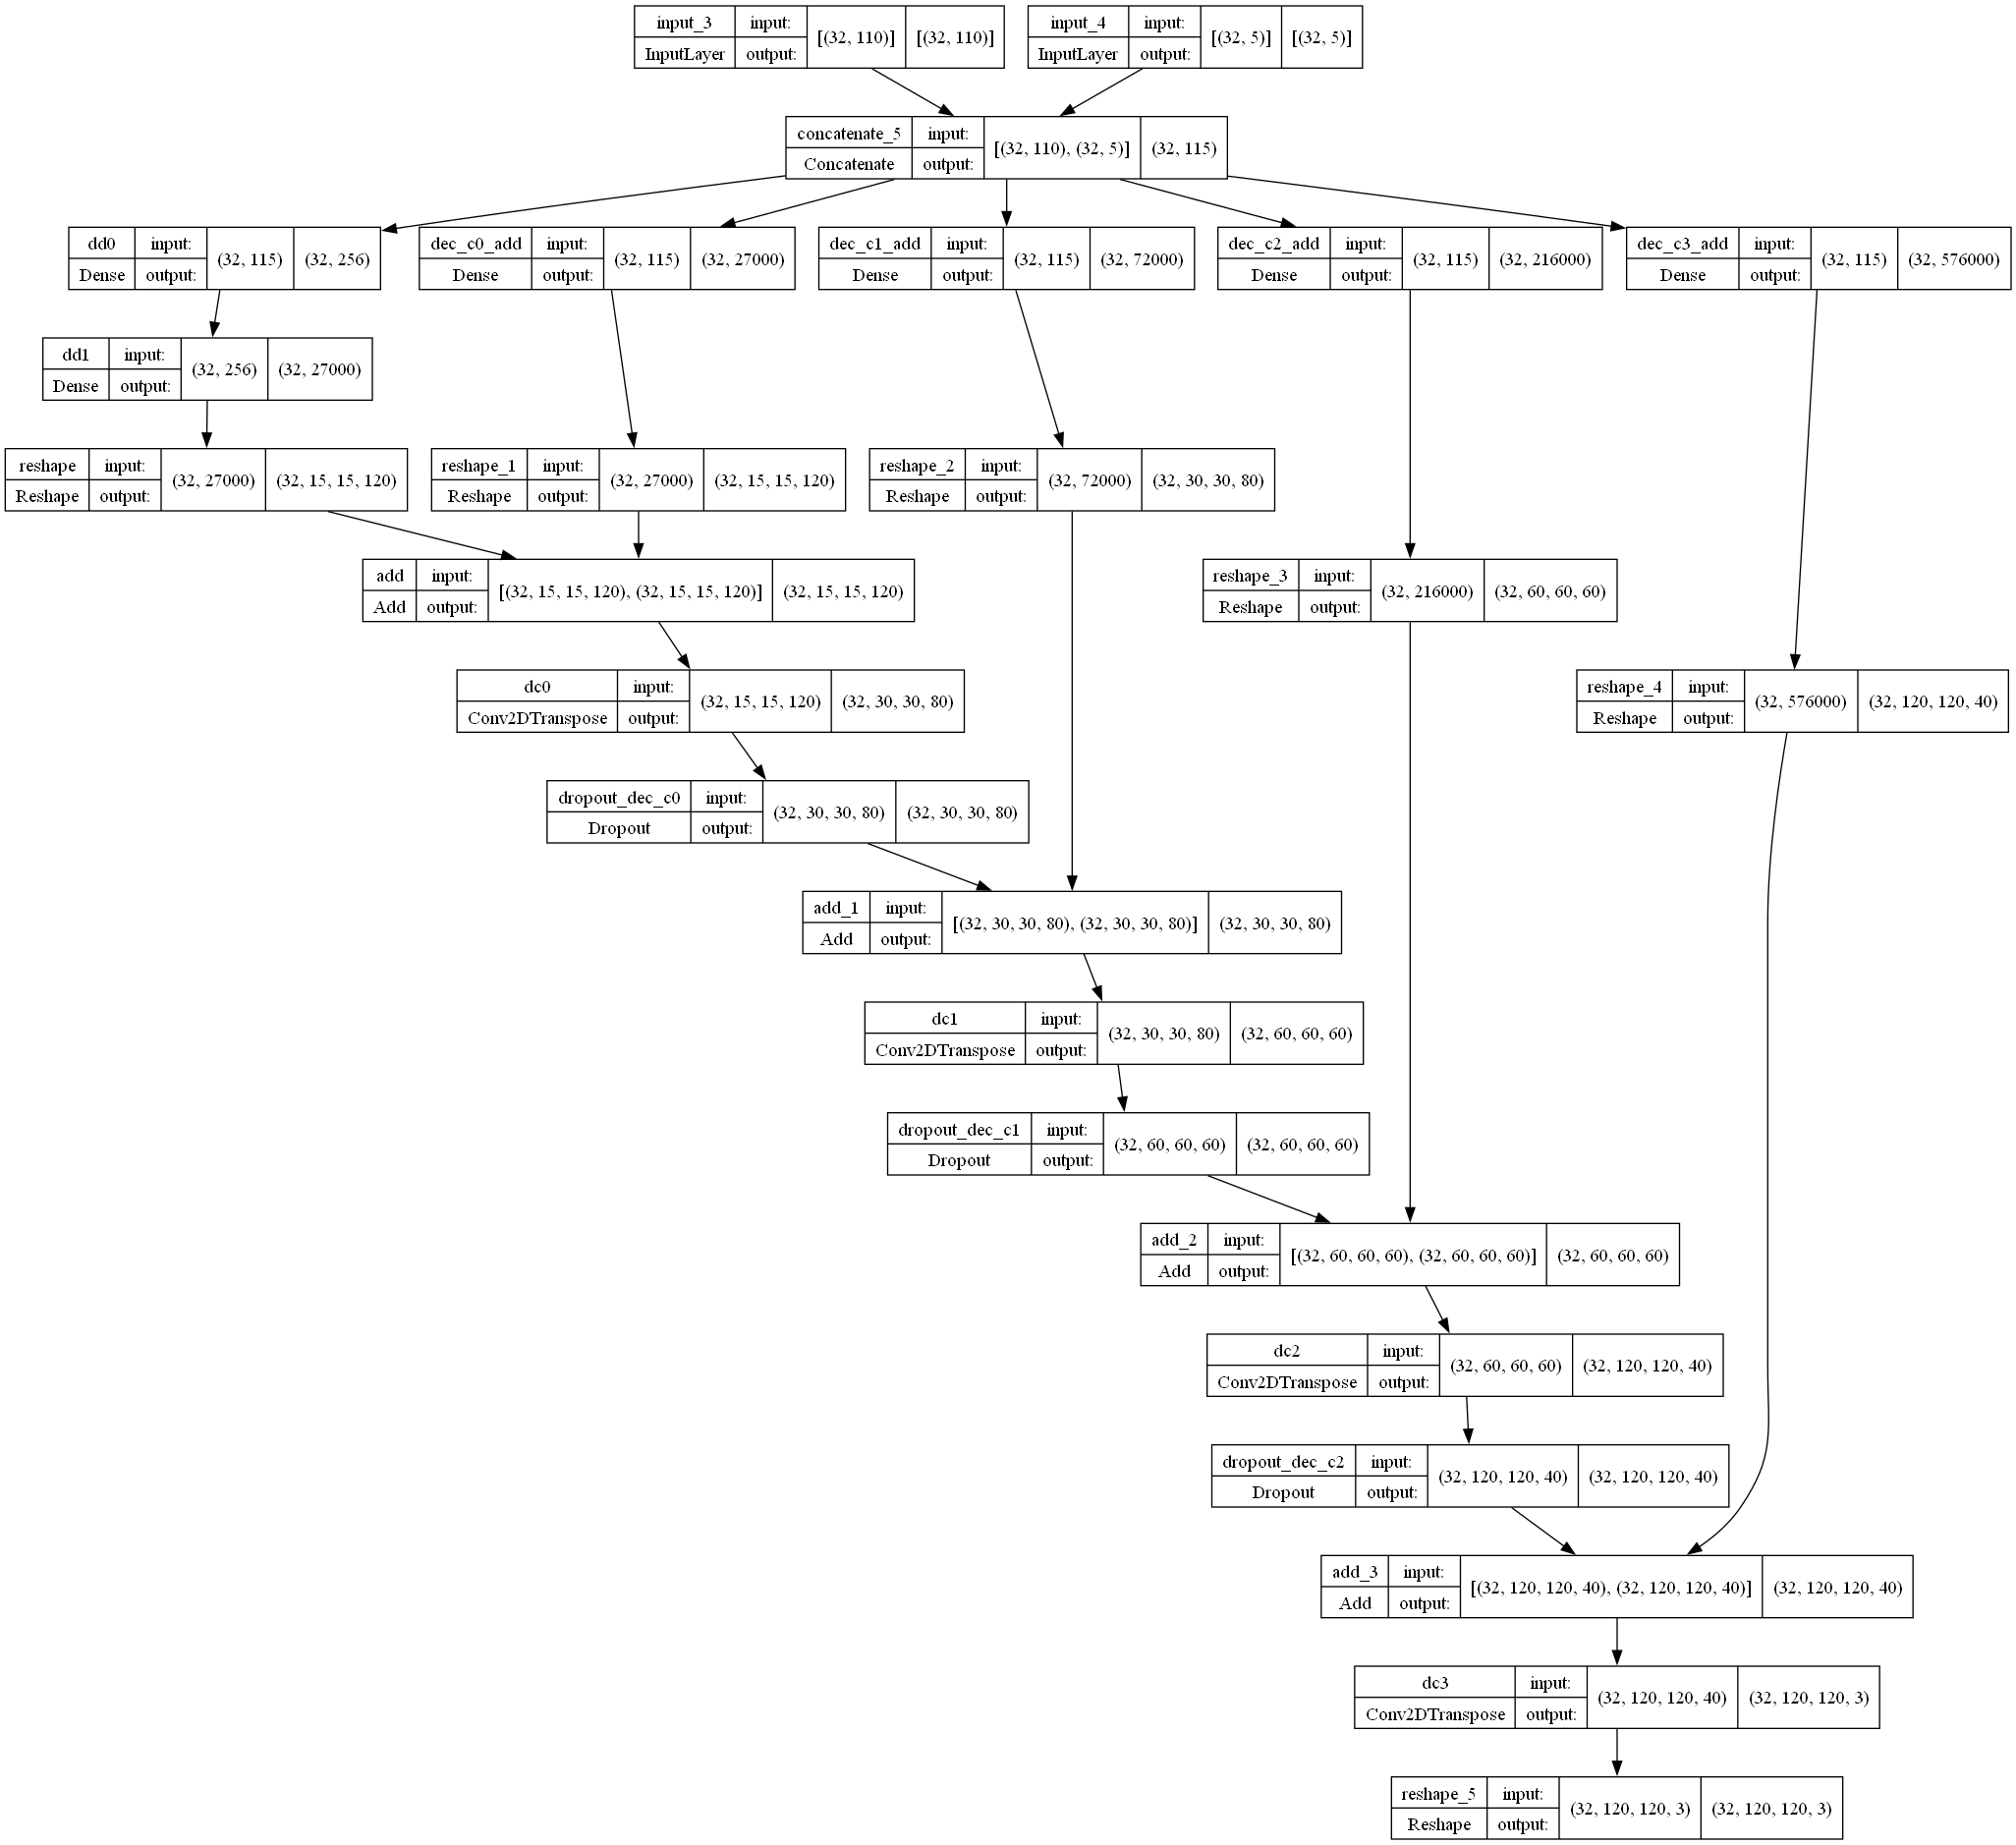 input_3 input: [(32, 110)] [(32, 110)]
InputLayer output:
input_4 input: [(32, 5)] [(32, 5)]
InputLayer output:
concatenate_5 input: [(32, 110), (32, 5)] (32, 115)
Concatenate output:
dd0 input: (32, 115) (32, 256)
Dense output:
dec_c0_add input: (32, 115) (32, 27000)
Dense output:
dec_c1_add input: (32, 115) (32, 72000)
Dense output:
dec_c2_add input: (32, 115) (32, 216000)
Dense output:
dec_c3_add input: (32, 115) (32, 576000)
Dense output:
dd1 input: (32, 256) (32, 27000)
Dense output:
reshape input: (32, 27000) (32, 15, 15, 120)
Reshape output:
reshape_1 input: (32, 27000) (32, 15, 15, 120)
Reshape output:
reshape_2 input: (32, 72000) (32, 30, 30, 80)
Reshape output:
add input: [(32, 15, 15, 120), (32, 15, 15, 120)] (32, 15, 15, 120)
Add output:
reshape_3 input: (32, 216000) (32, 60, 60, 60)
Reshape output:
dc0 input: (32, 15, 15, 120) (32, 30, 30, 80)
Conv2DTranspose output:
reshape_4 input: (32, 576000) (32, 120, 120, 40)
Reshape output:
dropout_dec_c0 input: (32, 30, 30, 80) (32, 30, 30, 80)
Dropout output:
add_1 input: [(32, 30, 30, 80), (32, 30, 30, 80)] (32, 30, 30, 80)
Add output:
dc1 input: (32, 30, 30, 80) (32, 60, 60, 60)
Conv2DTranspose output:
dropout_dec_c1 input: (32, 60, 60, 60) (32, 60, 60, 60)
Dropout output:
add_2 input: [(32, 60, 60, 60), (32, 60, 60, 60)] (32, 60, 60, 60)
Add output:
dc2 input: (32, 60, 60, 60) (32, 120, 120, 40)
Conv2DTranspose output:
dropout_dec_c2 input: (32, 120, 120, 40) (32, 120, 120, 40)
Dropout output:
add_3 input: [(32, 120, 120, 40), (32, 120, 120, 40)] (32, 120, 120, 40)
Add output:
dc3 input: (32, 120, 120, 40) (32, 120, 120, 3)
Conv2DTranspose output:
reshape_5 input: (32, 120, 120, 3) (32, 120, 120, 3)
Reshape output: